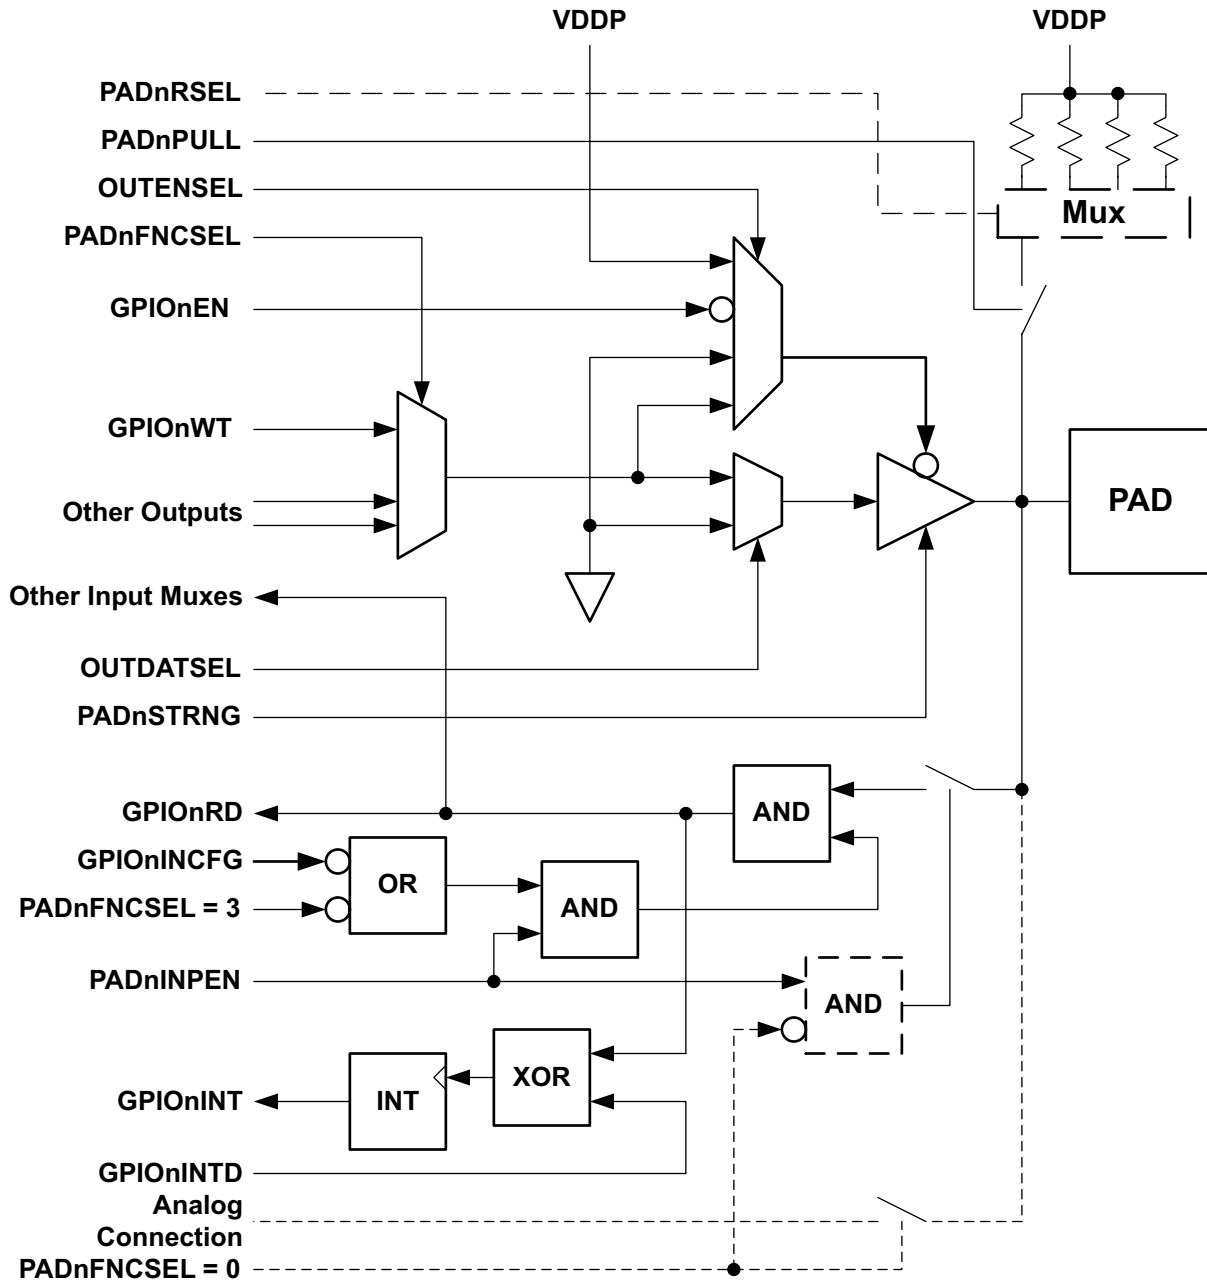 VDDP
VDDP
PADnRSEL
PADnPULL
OUTENSEL
Mux
PADnFNCSEL
GPIOnEN
GPIOnWT
PAD
Other Outputs
Other Input Muxes
OUTDATSEL
PADnSTRNG
GPIOnRD
AND
GPIOnINCFG
OR
PADnFNCSEL = 3
AND
PADnINPEN
AND
XOR
GPIOnINT
INT
GPIOnINTD
Analog
Connection
PADnFNCSEL = 0